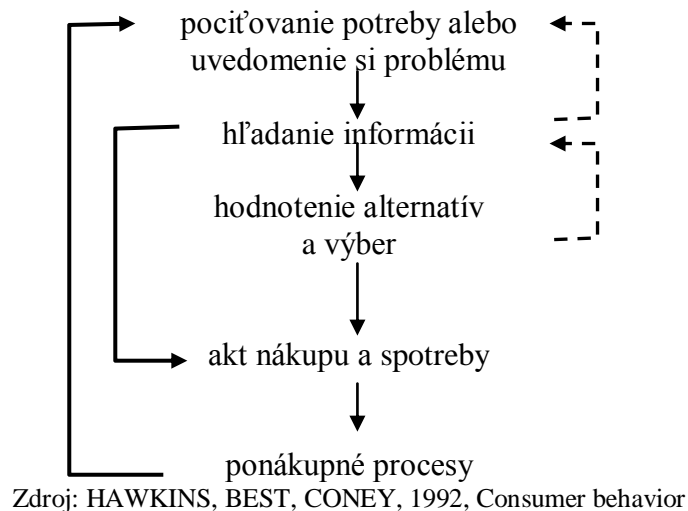 pociťovanie potreby alebo
uvedomenie si problému
hľadanie informácii
hodnotenie alternatív
a výber
akt nákupu a spotreby
ponákupné procesy
Zdroj: HAWKINS, BEST, CONEY, 1992, Consumer behavior